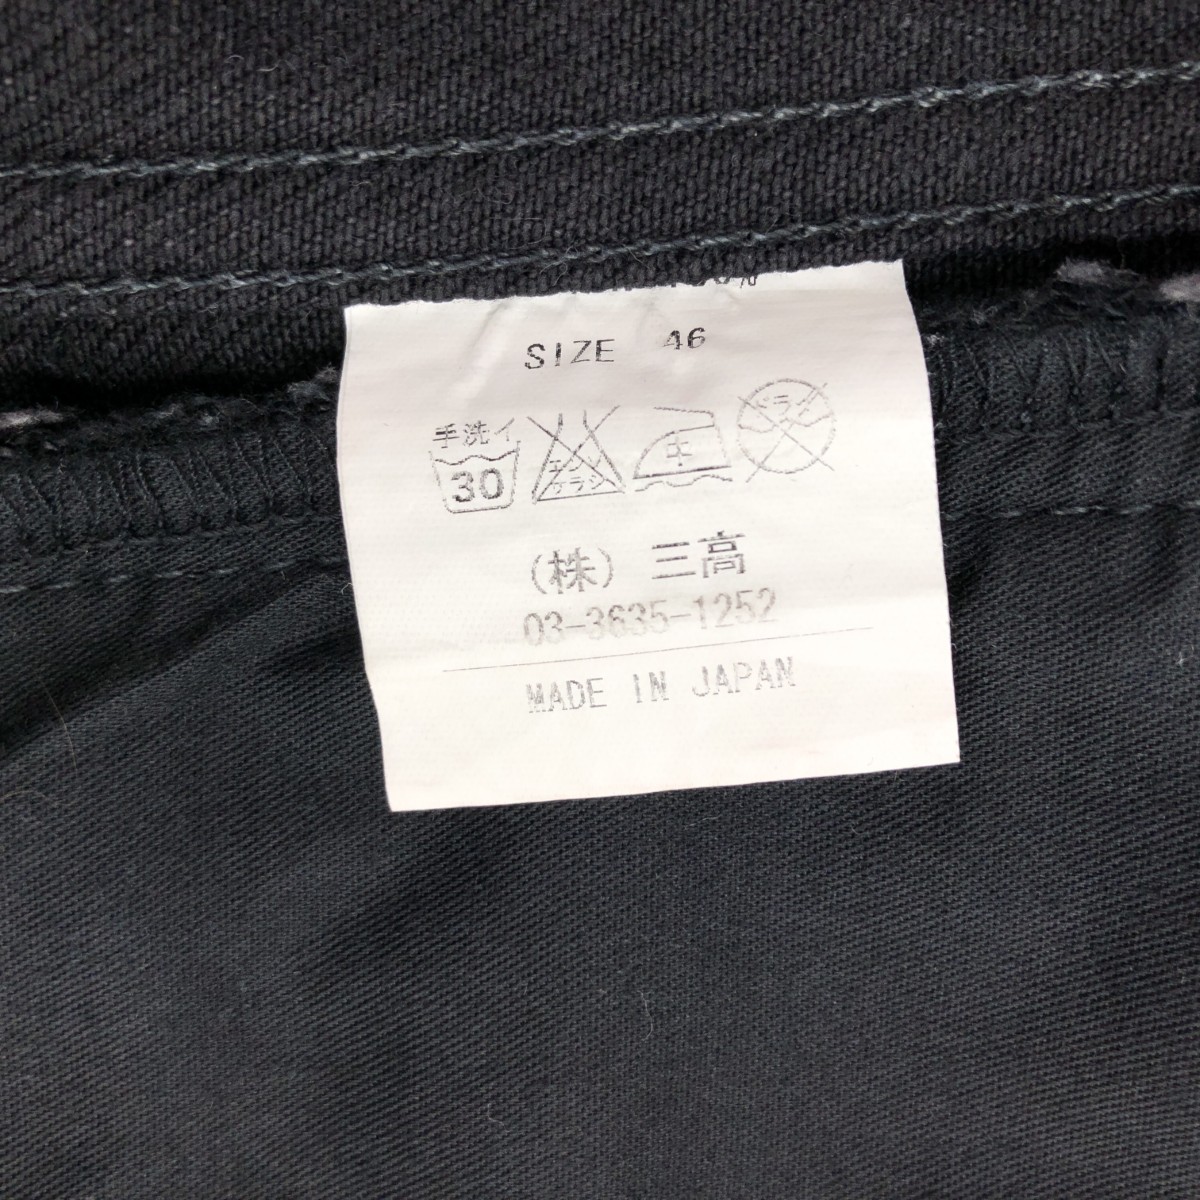 SIZE 46
手洗イ
30
エンソ
サラシ
中
ドライ
(株) 三高
03-3635-1252
MADE IN JAPAN